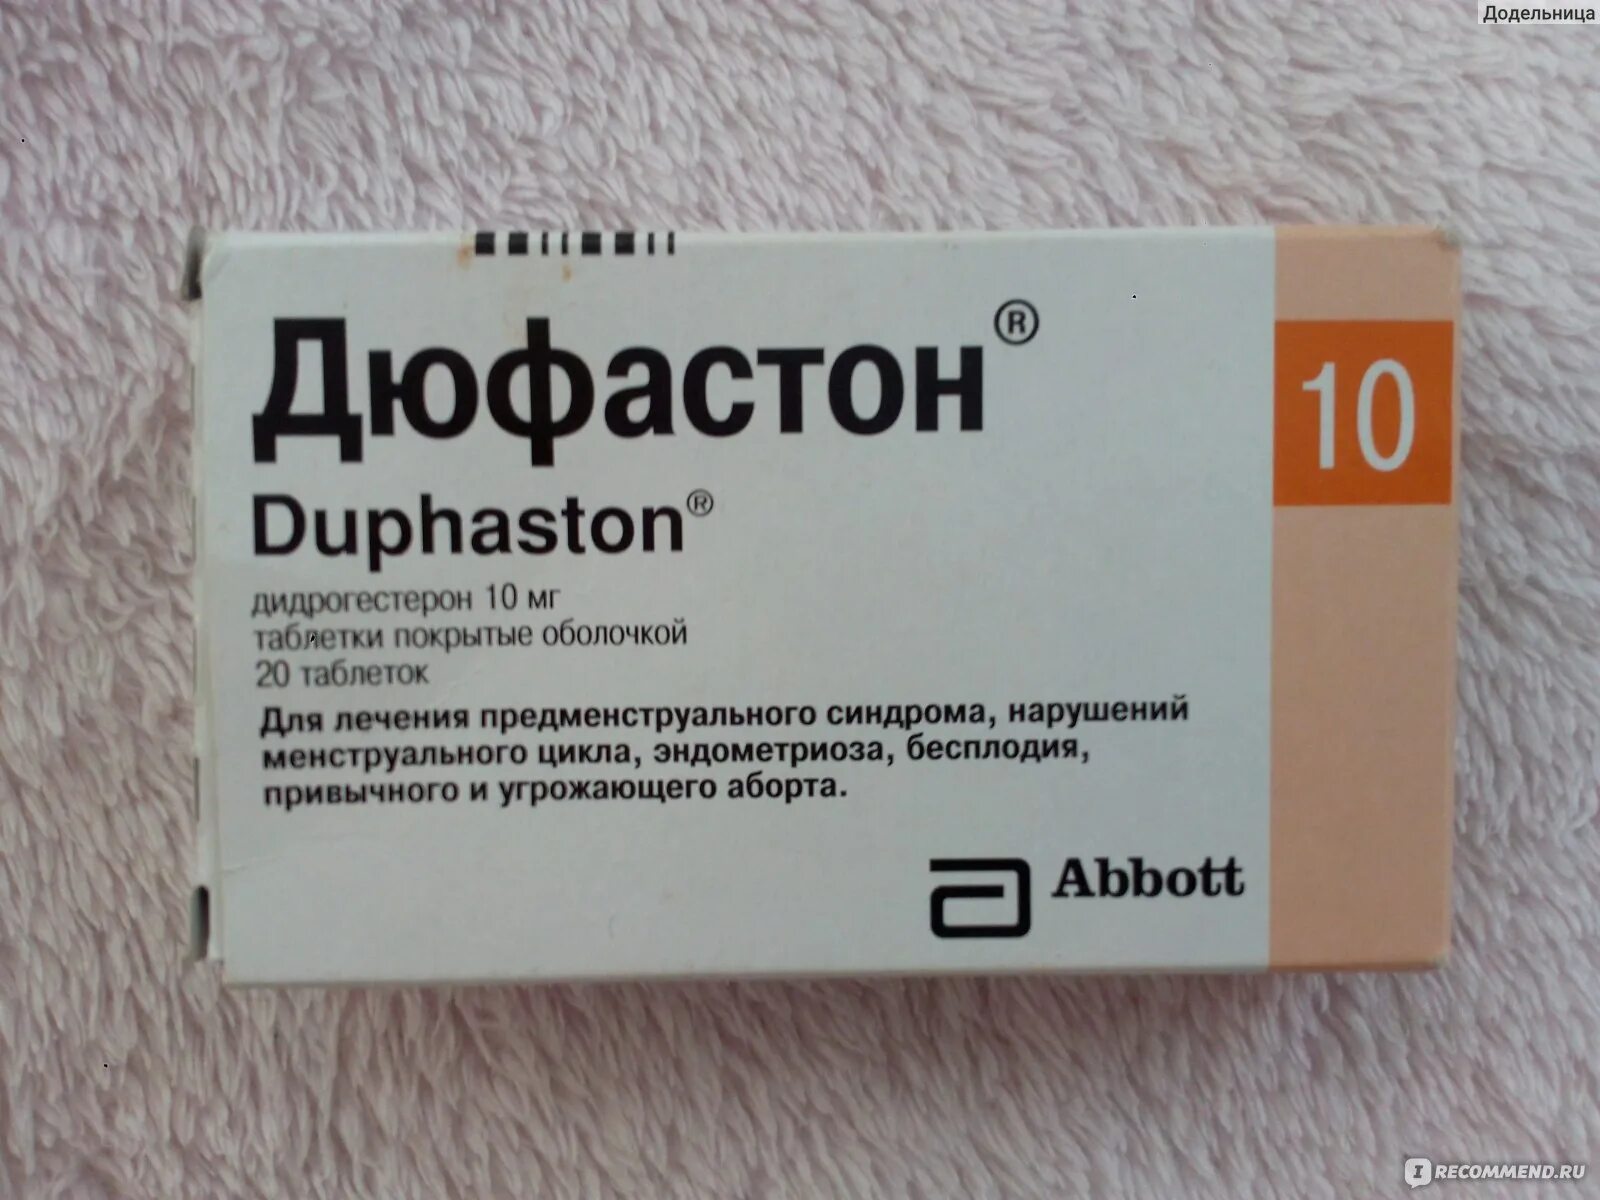 Додельница
Дюфастон®
10
Duphaston®
дидрогестерон 10 мг
таблетки покрытые оболочкой
20 таблеток
Для лечения предменструального синдрома, нарушений
менструального цикла, эндометриоза, бесплодия,
привычного и угрожающего аборта.
Abbott
IRECOMMEND.RU